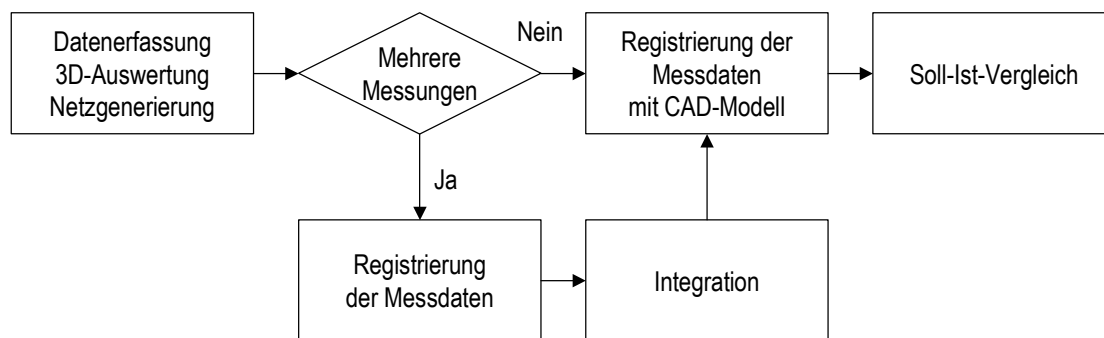 Datenerfassung
3D-Auswertung
Netzgenerierung
Mehrere
Messungen
Nein
Registrierung der
Messdaten
mit CAD-Modell
Soll-Ist-Vergleich
Ja
Registrierung
der Messdaten
Integration